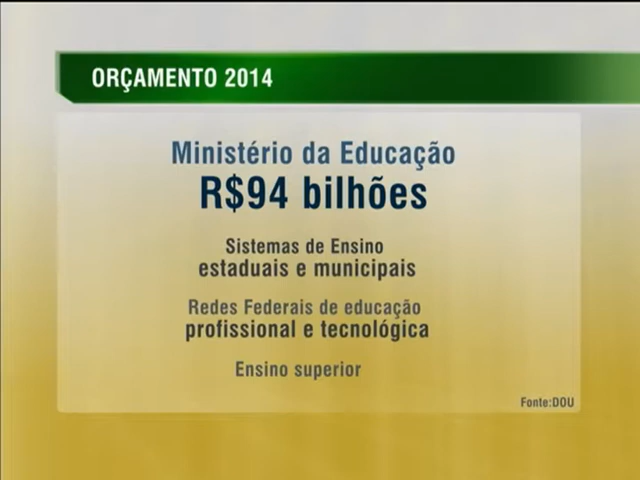 ORÇAMENTO 2014
Ministério da Educação
R$94 bilhões
Sistemas de Ensino
estaduais e municipais
Redes Federais de educação
profissional e tecnológica
Ensino superior
Fonte:DOU